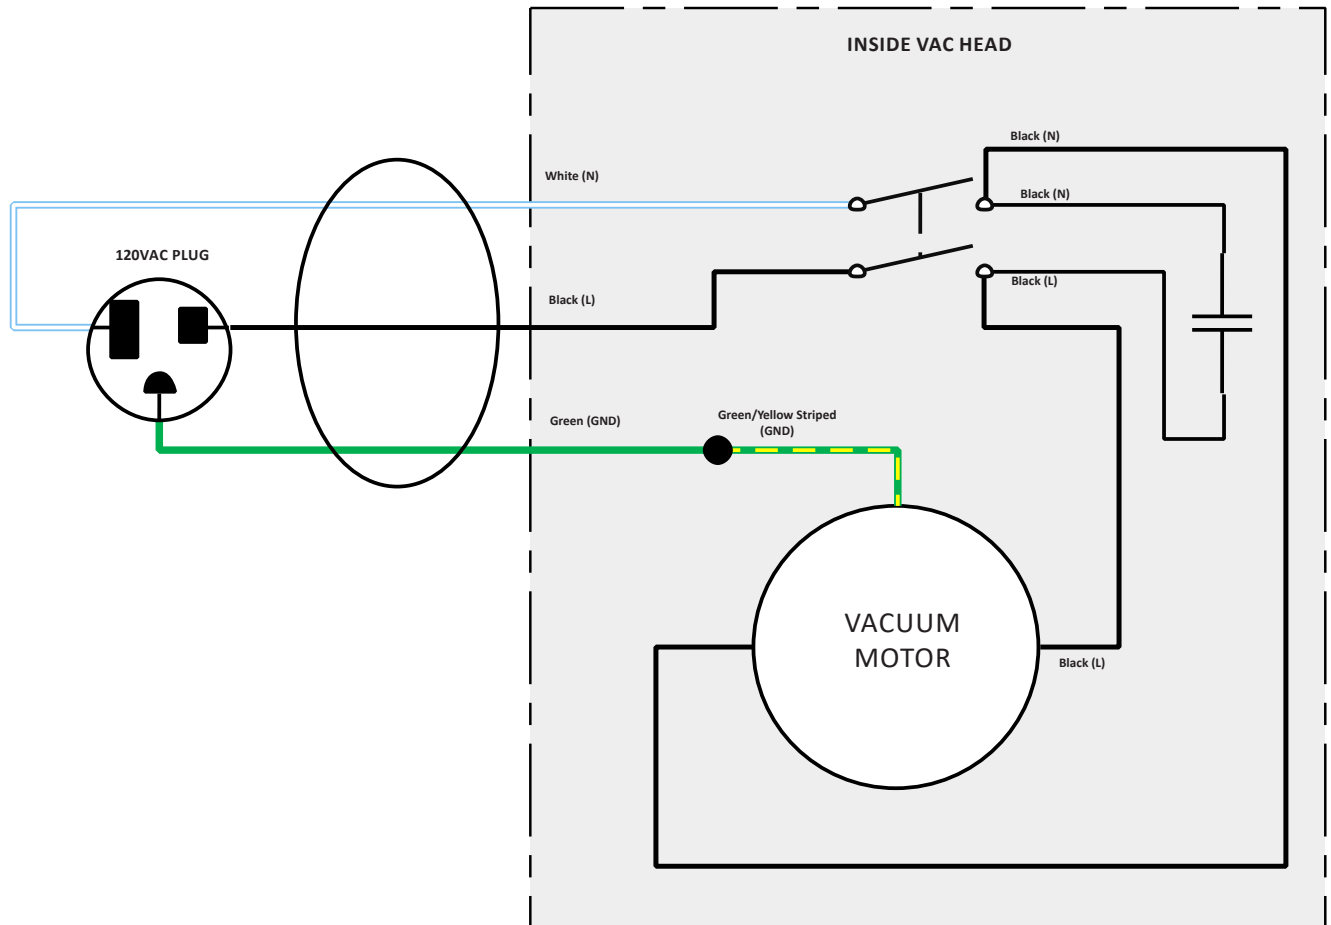 INSIDE VAC HEAD
Black (N)
White (N)
Black (N)
120VAC PLUG
Black (L)
Black (L)
Green (GND)
Green/Yellow Striped
(GND)
VACUUM
MOTOR
Black (L)